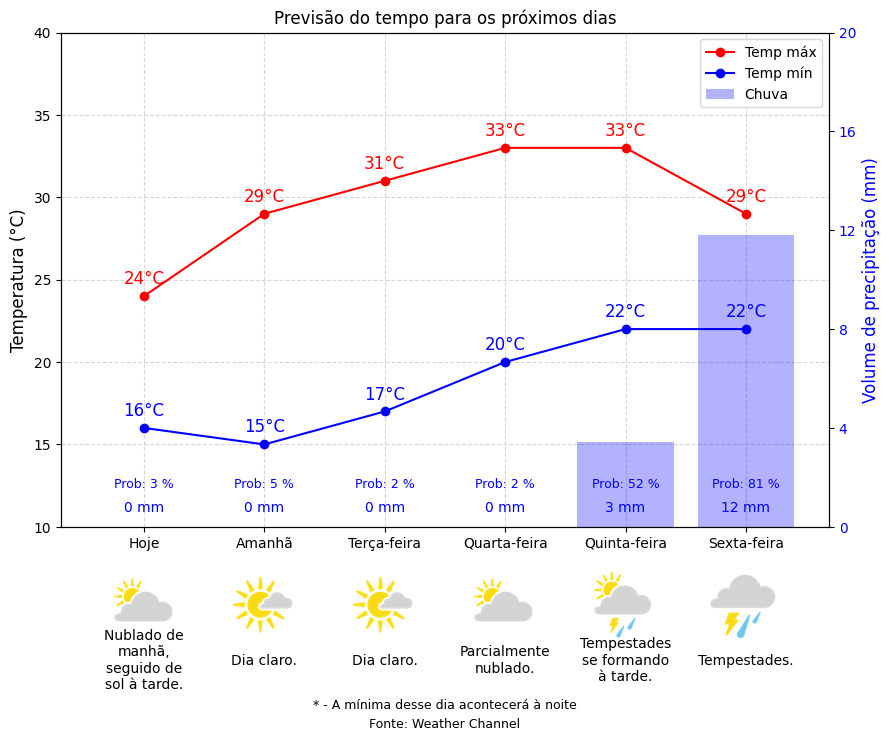 Previsão do tempo para os próximos dias
Temperatura (°C)
40
35
30
25
20
15
10
Volume de precipitação (mm)
20
16
12
8
4
0
Temp máx
Temp mín
Chuva
24°C
29°C
31°C
33°C
33°C
29°C
16°C
15°C
17°C
20°C
22°C
22°C
Prob: 3 %
Prob: 5 %
Prob: 2 %
Prob: 2 %
Prob: 52 %
Prob: 81 %
0 mm
0 mm
0 mm
0 mm
3 mm
12 mm
Hoje
Amanhã
Terça-feira
Quarta-feira
Quinta-feira
Sexta-feira
Nublado de
manhã,
seguido de
sol à tarde.
Dia claro.
Dia claro.
Parcialmente
nublado.
Tempestades
se formando
à tarde.
Tempestades.
* - A mínima desse dia acontecerá à noite
Fonte: Weather Channel